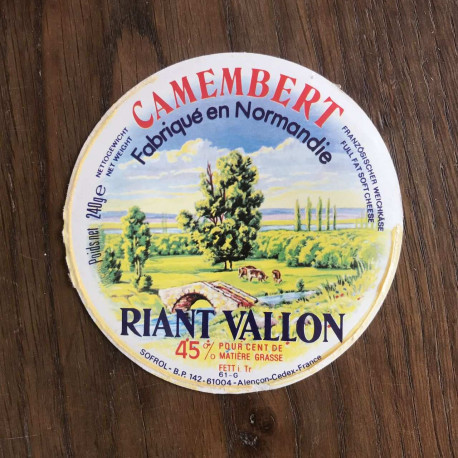 CAMEMBERT
Fabriqué en Normandie
NETTOGEWICHT
NET WEIGHT
Poids net 240g e
FRANZÖSISCHER WEICHKÄSE
FULL FAT SOFT CHEESE
RIANT VALLON
45% POUR CENT DE
MATIÈRE GRASSE
FETT i Tr
61-G
SOFROL - B.P. 142-61004 - Alençon-Cedex-France